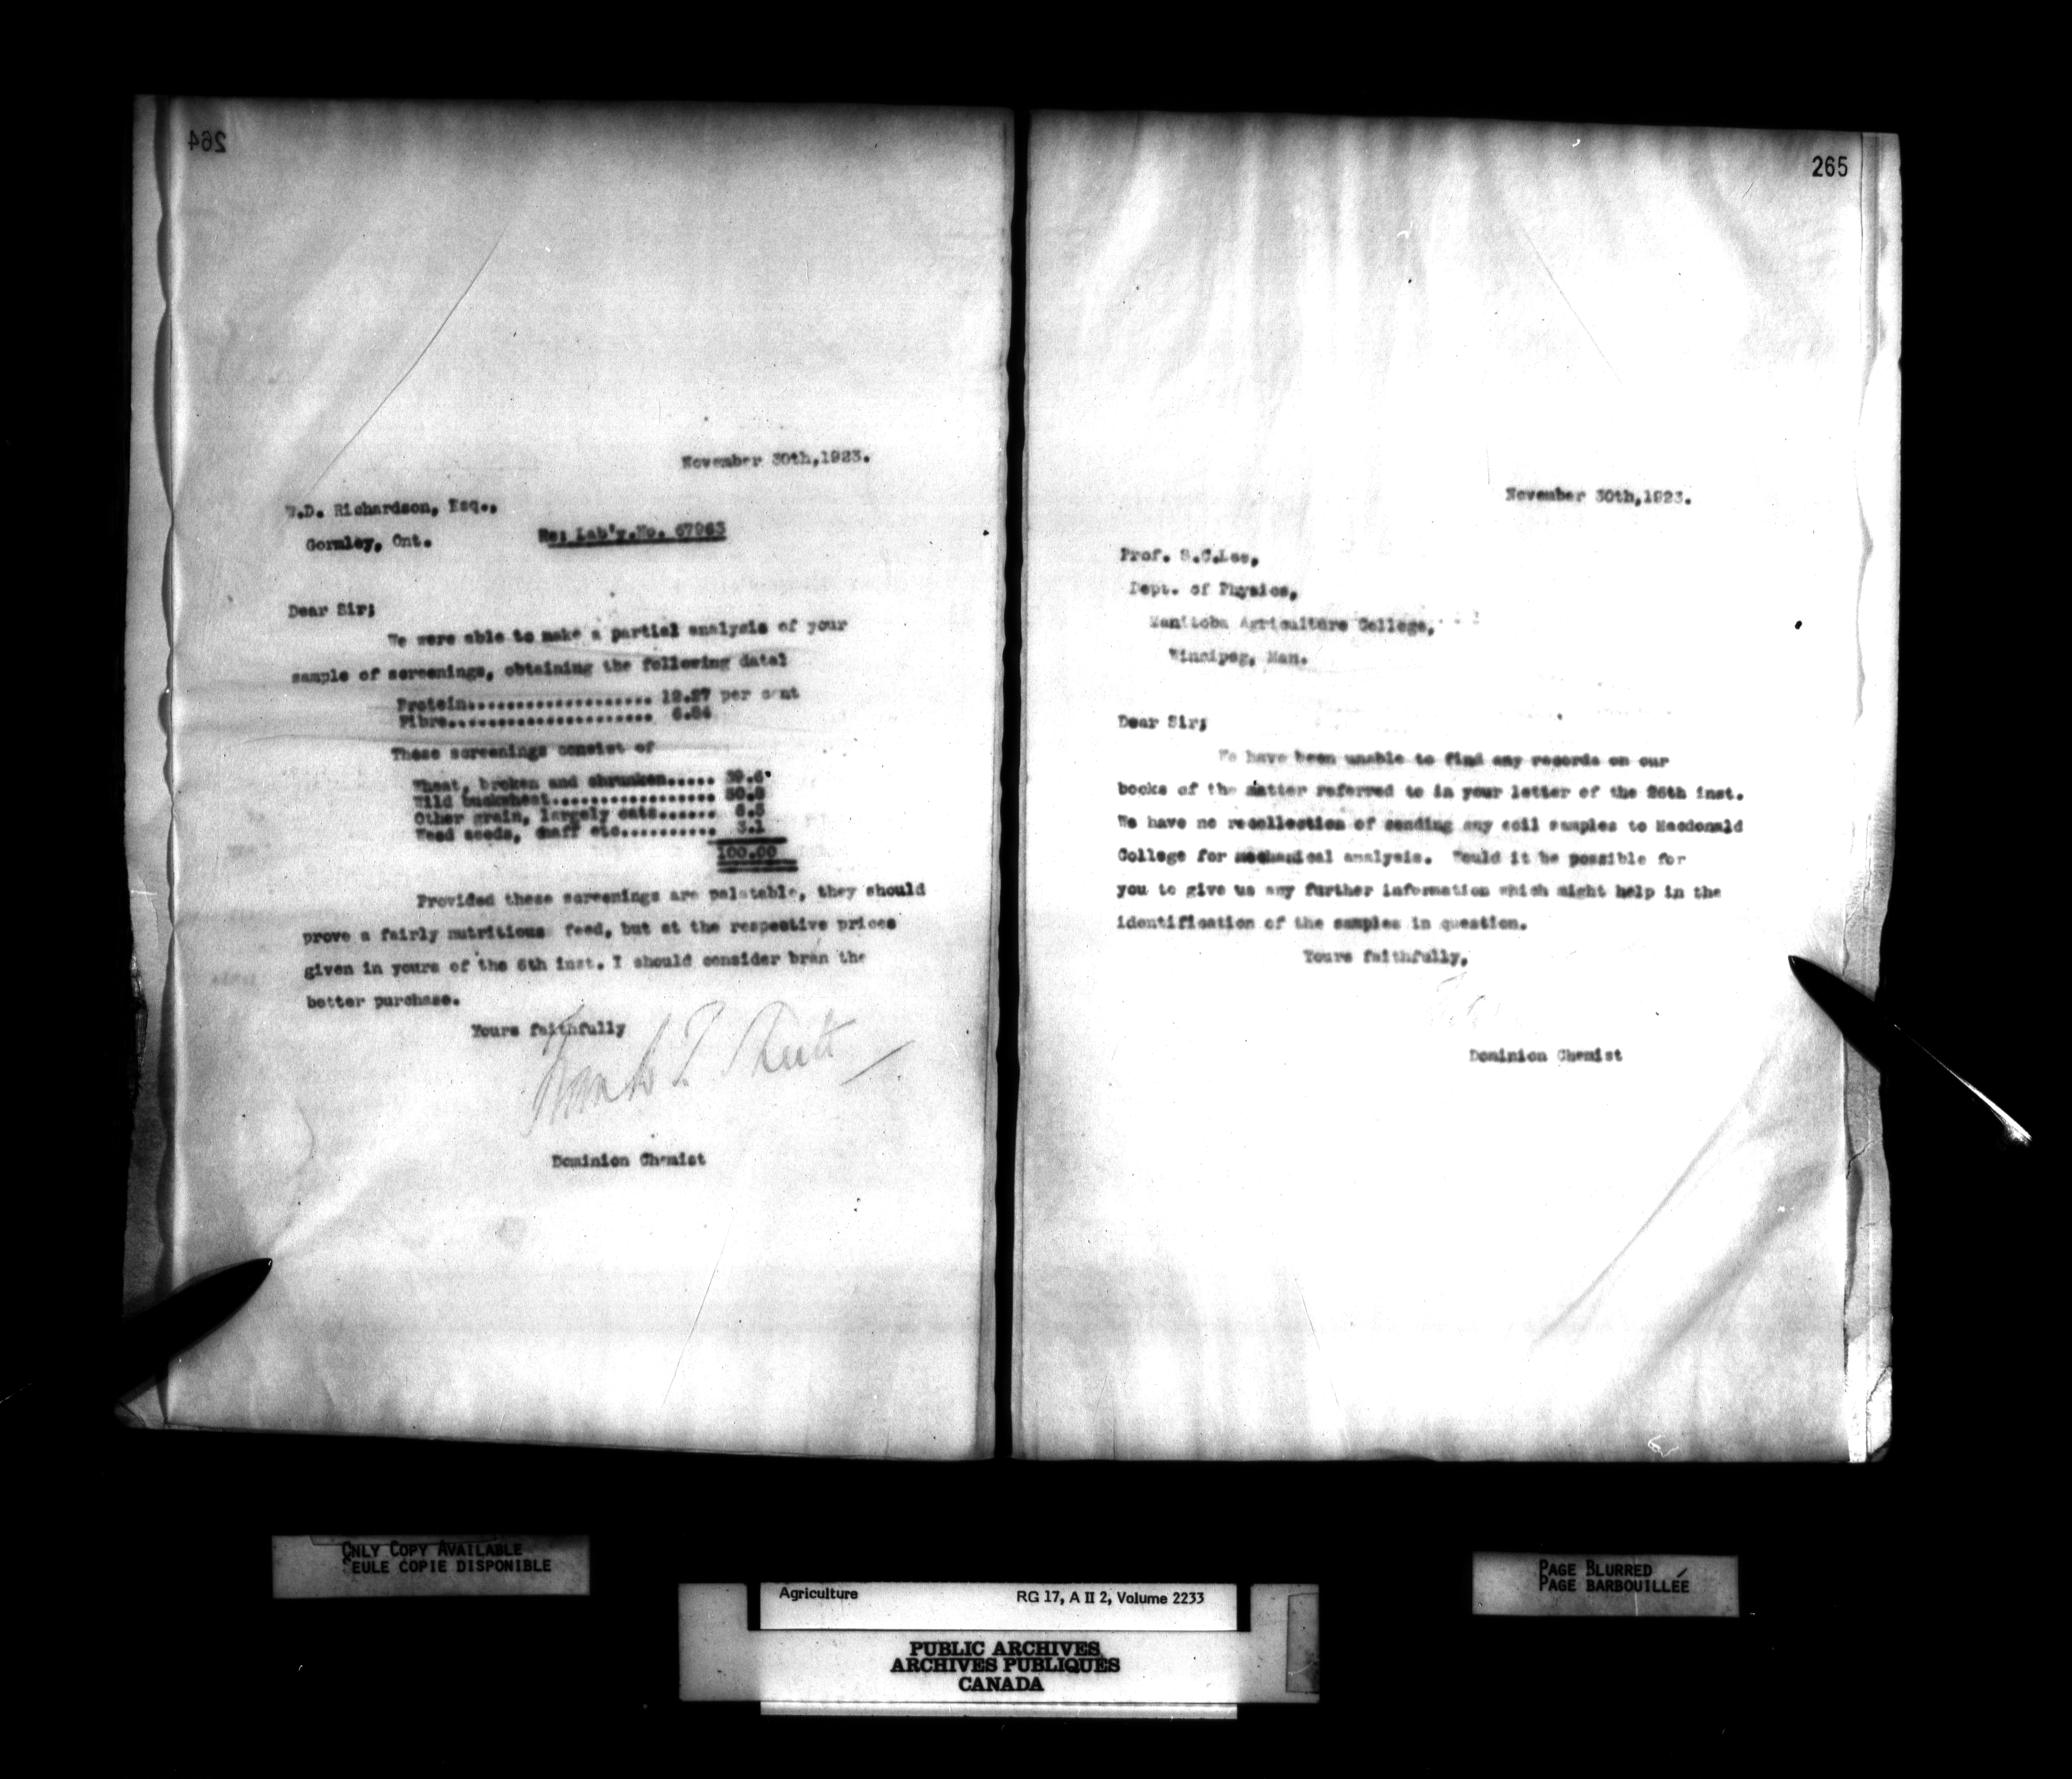 264
November 30th,1923.
W.D. Richardson, Esq.,
Gormley, Ont.
Re; Lab'y.No. 67963
Dear Sir;
We were able to make a partial analysis of your
sample of screenings, obtaining the following data:
Protein.................... 12.27 per cent
Fibre......................
These screenings consist of
Wheat, broken and shrunken..... 39.6
Wild buckwheat................. 50.8
Other grain, largely oats...... 6.5
Weed seeds, chaff etc.......... 3.1
100.00
Provided these screenings are palatable, they should
prove a fairly nutritious feed, but at the respective prices
given in yours of the 6th inst. I should consider bran the
better purchase.
Yours faithfully
Frank T. Shutt
Dominion Chemist
265
November 30th,1923.
Prof. S.C.Lee,
Dept. of Physics,
Manitoba Agriculture College,
Winnipeg, Man.
Dear Sir;
We have been unable to find any records on our
books of the matter referred to in your letter of the 26th inst.
We have no recollection of sending any soil samples to Macdonald
College for mechanical analysis. Would it be possible for
you to give us any further information which might help in the
identification of the samples in question.
Yours faithfully,
Dominion Chemist
ONLY COPY AVAILABLE
SEULE COPIE DISPONIBLE
PAGE BLURRED
PAGE BARBOUILLÉE
Agriculture RG 17, A II 2, Volume 2233
PUBLIC ARCHIVES
ARCHIVES PUBLIQUES
CANADA